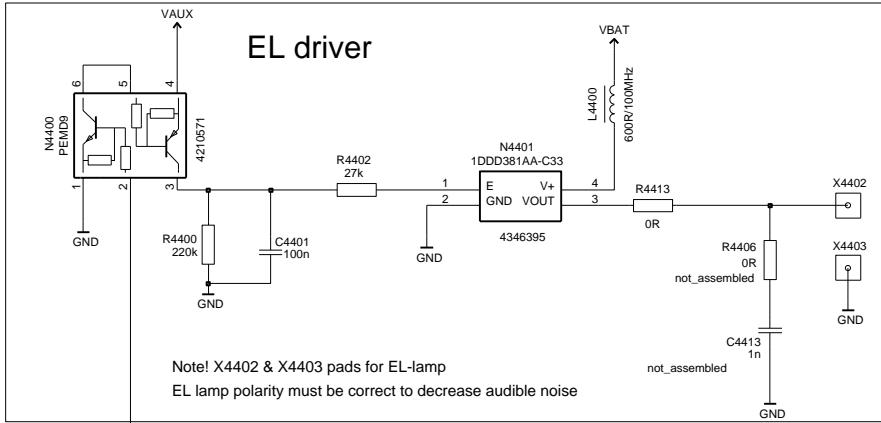 VAUX
EL driver
VBAT
6
5
4
N4400
PEMD9
4210571
L4400
600R/100MHz
1
2
3
GND
R4402
27k
N4401
1DDD381AA-C33
1
E
V+
4
2
GND
VOUT
3
4346395
GND
R4413
0R
X4402
R4400
220k
C4401
100n
GND
R4406
0R
not_assembled
X4403
GND
C4413
1n
not_assembled
GND
Note! X4402 & X4403 pads for EL-lamp
EL lamp polarity must be correct to decrease audible noise